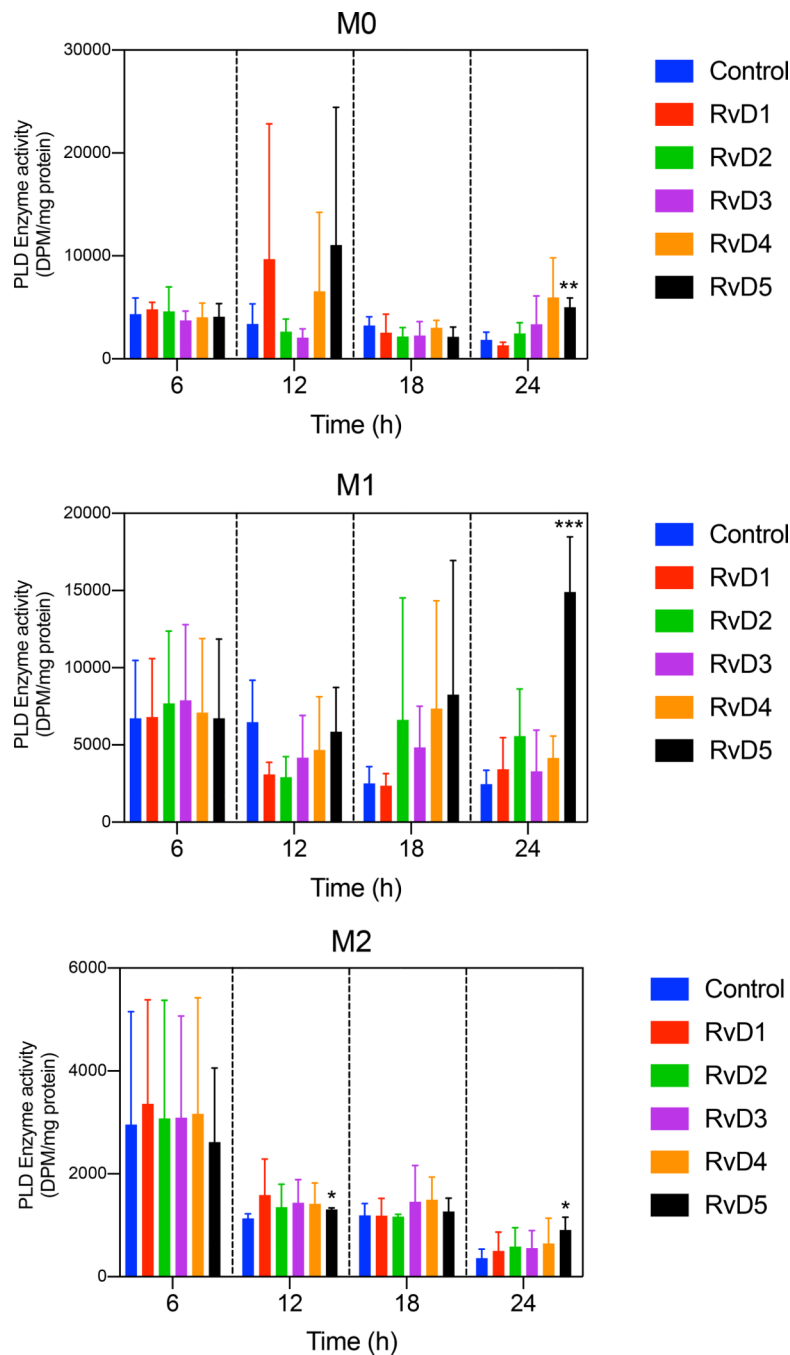 M0
30000
20000
10000
0
PLD Enzyme activity
(DPM/mg protein)
**
6 12 18 24
Time (h)
Control
RvD1
RvD2
RvD3
RvD4
RvD5
M1
20000
15000
10000
5000
0
PLD Enzyme activity
(DPM/mg protein)
***
6 12 18 24
Time (h)
Control
RvD1
RvD2
RvD3
RvD4
RvD5
M2
6000
4000
2000
0
PLD Enzyme activity
(DPM/mg protein)
* *
6 12 18 24
Time (h)
Control
RvD1
RvD2
RvD3
RvD4
RvD5